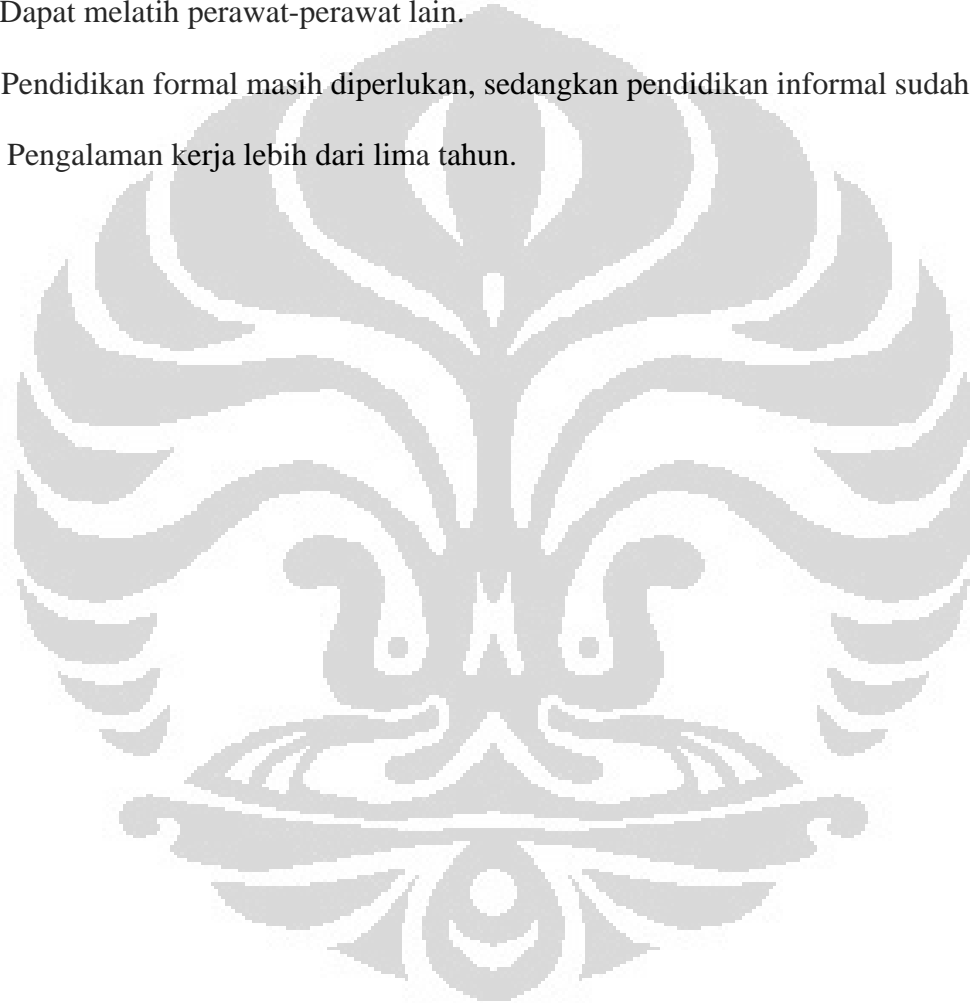 Dapat melatih perawat-perawat lain.
Pendidikan formal masih diperlukan, sedangkan pendidikan informal sudah
Pengalaman kerja lebih dari lima tahun.